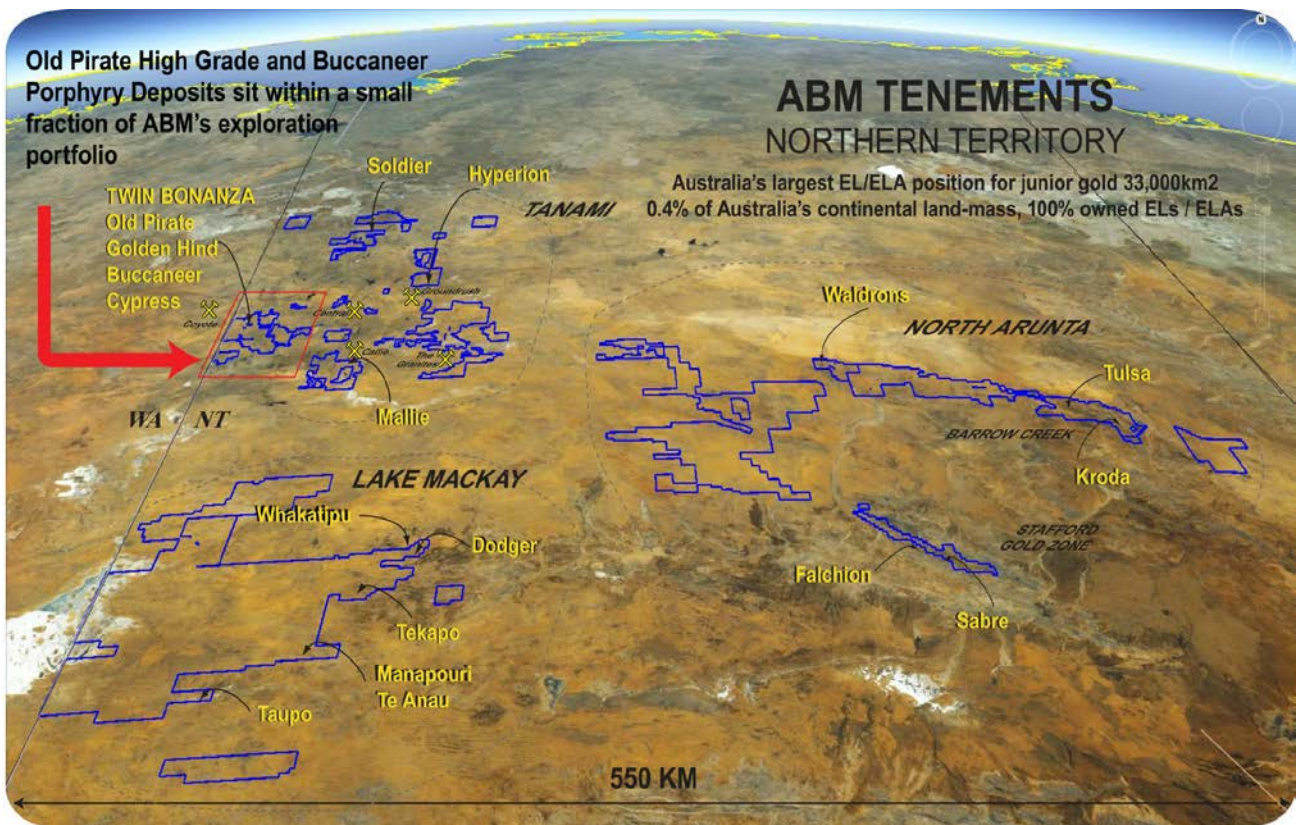 Old Pirate High Grade and Buccaneer
Porphyry Deposits sit within a small
fraction of ABM's exploration
portfolio
ABM TENEMENTS
NORTHERN TERRITORY
Australia's largest EL/ELA position for junior gold 33,000km2
0.4% of Australia's continental land-mass, 100% owned ELs / ELAs
N
Soldier
Hyperion
TANAMI
TWIN BONANZA
Old Pirate
Golden Hind
Buccaneer
Cypress
Coyote
Central
Groundrush
Callie
The
Granites
Mallie
WA
NT
Waldrons
NORTH ARUNTA
Tulsa
BARROW CREEK
Kroda
LAKE MACKAY
Whakatipu
Dodger
STAFFORD
GOLD ZONE
Falchion
Sabre
Tekapo
Manapouri
Te Anau
Taupo
550 KM